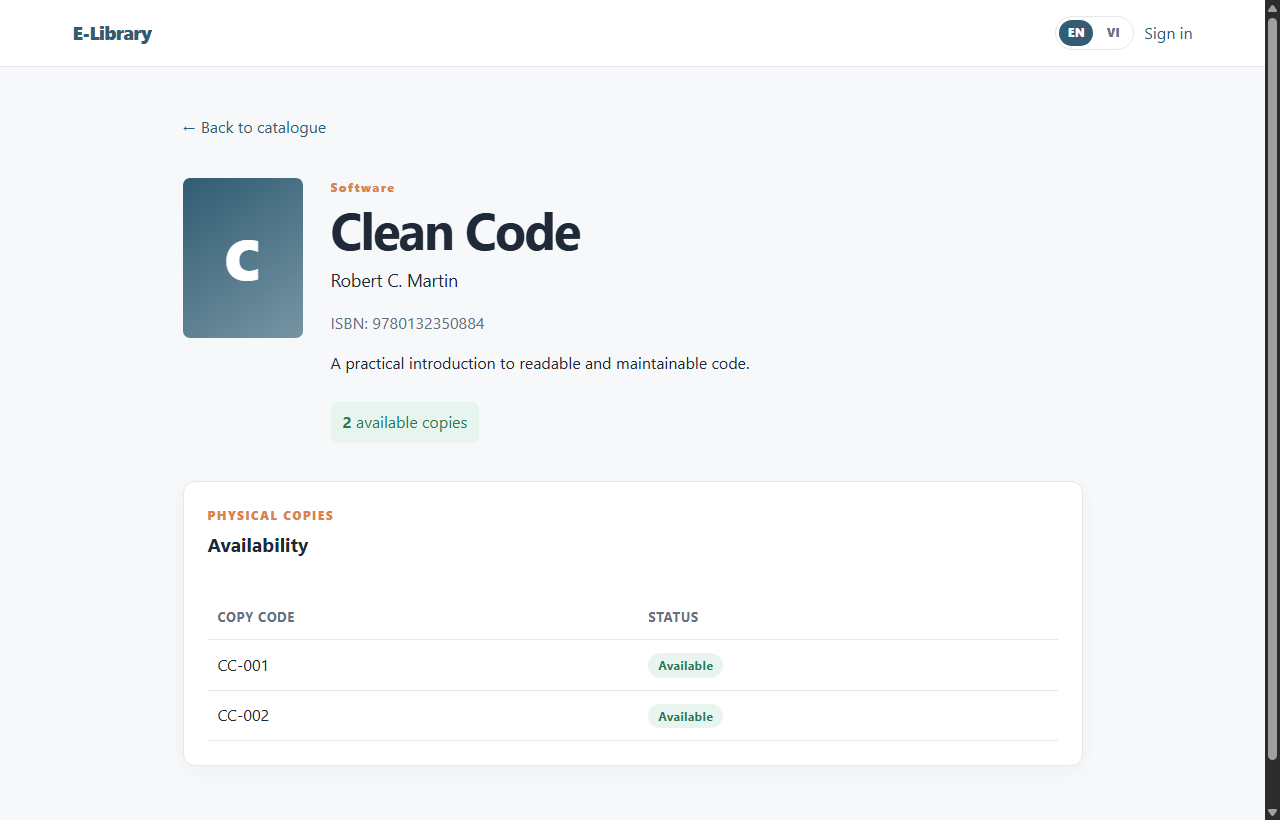 E-Library
EN VI Sign in
← Back to catalogue
C
Software
Clean Code
Robert C. Martin
ISBN: 9780132350884
A practical introduction to readable and maintainable code.
2 available copies
PHYSICAL COPIES
Availability
COPY CODE STATUS
CC-001 Available
CC-002 Available